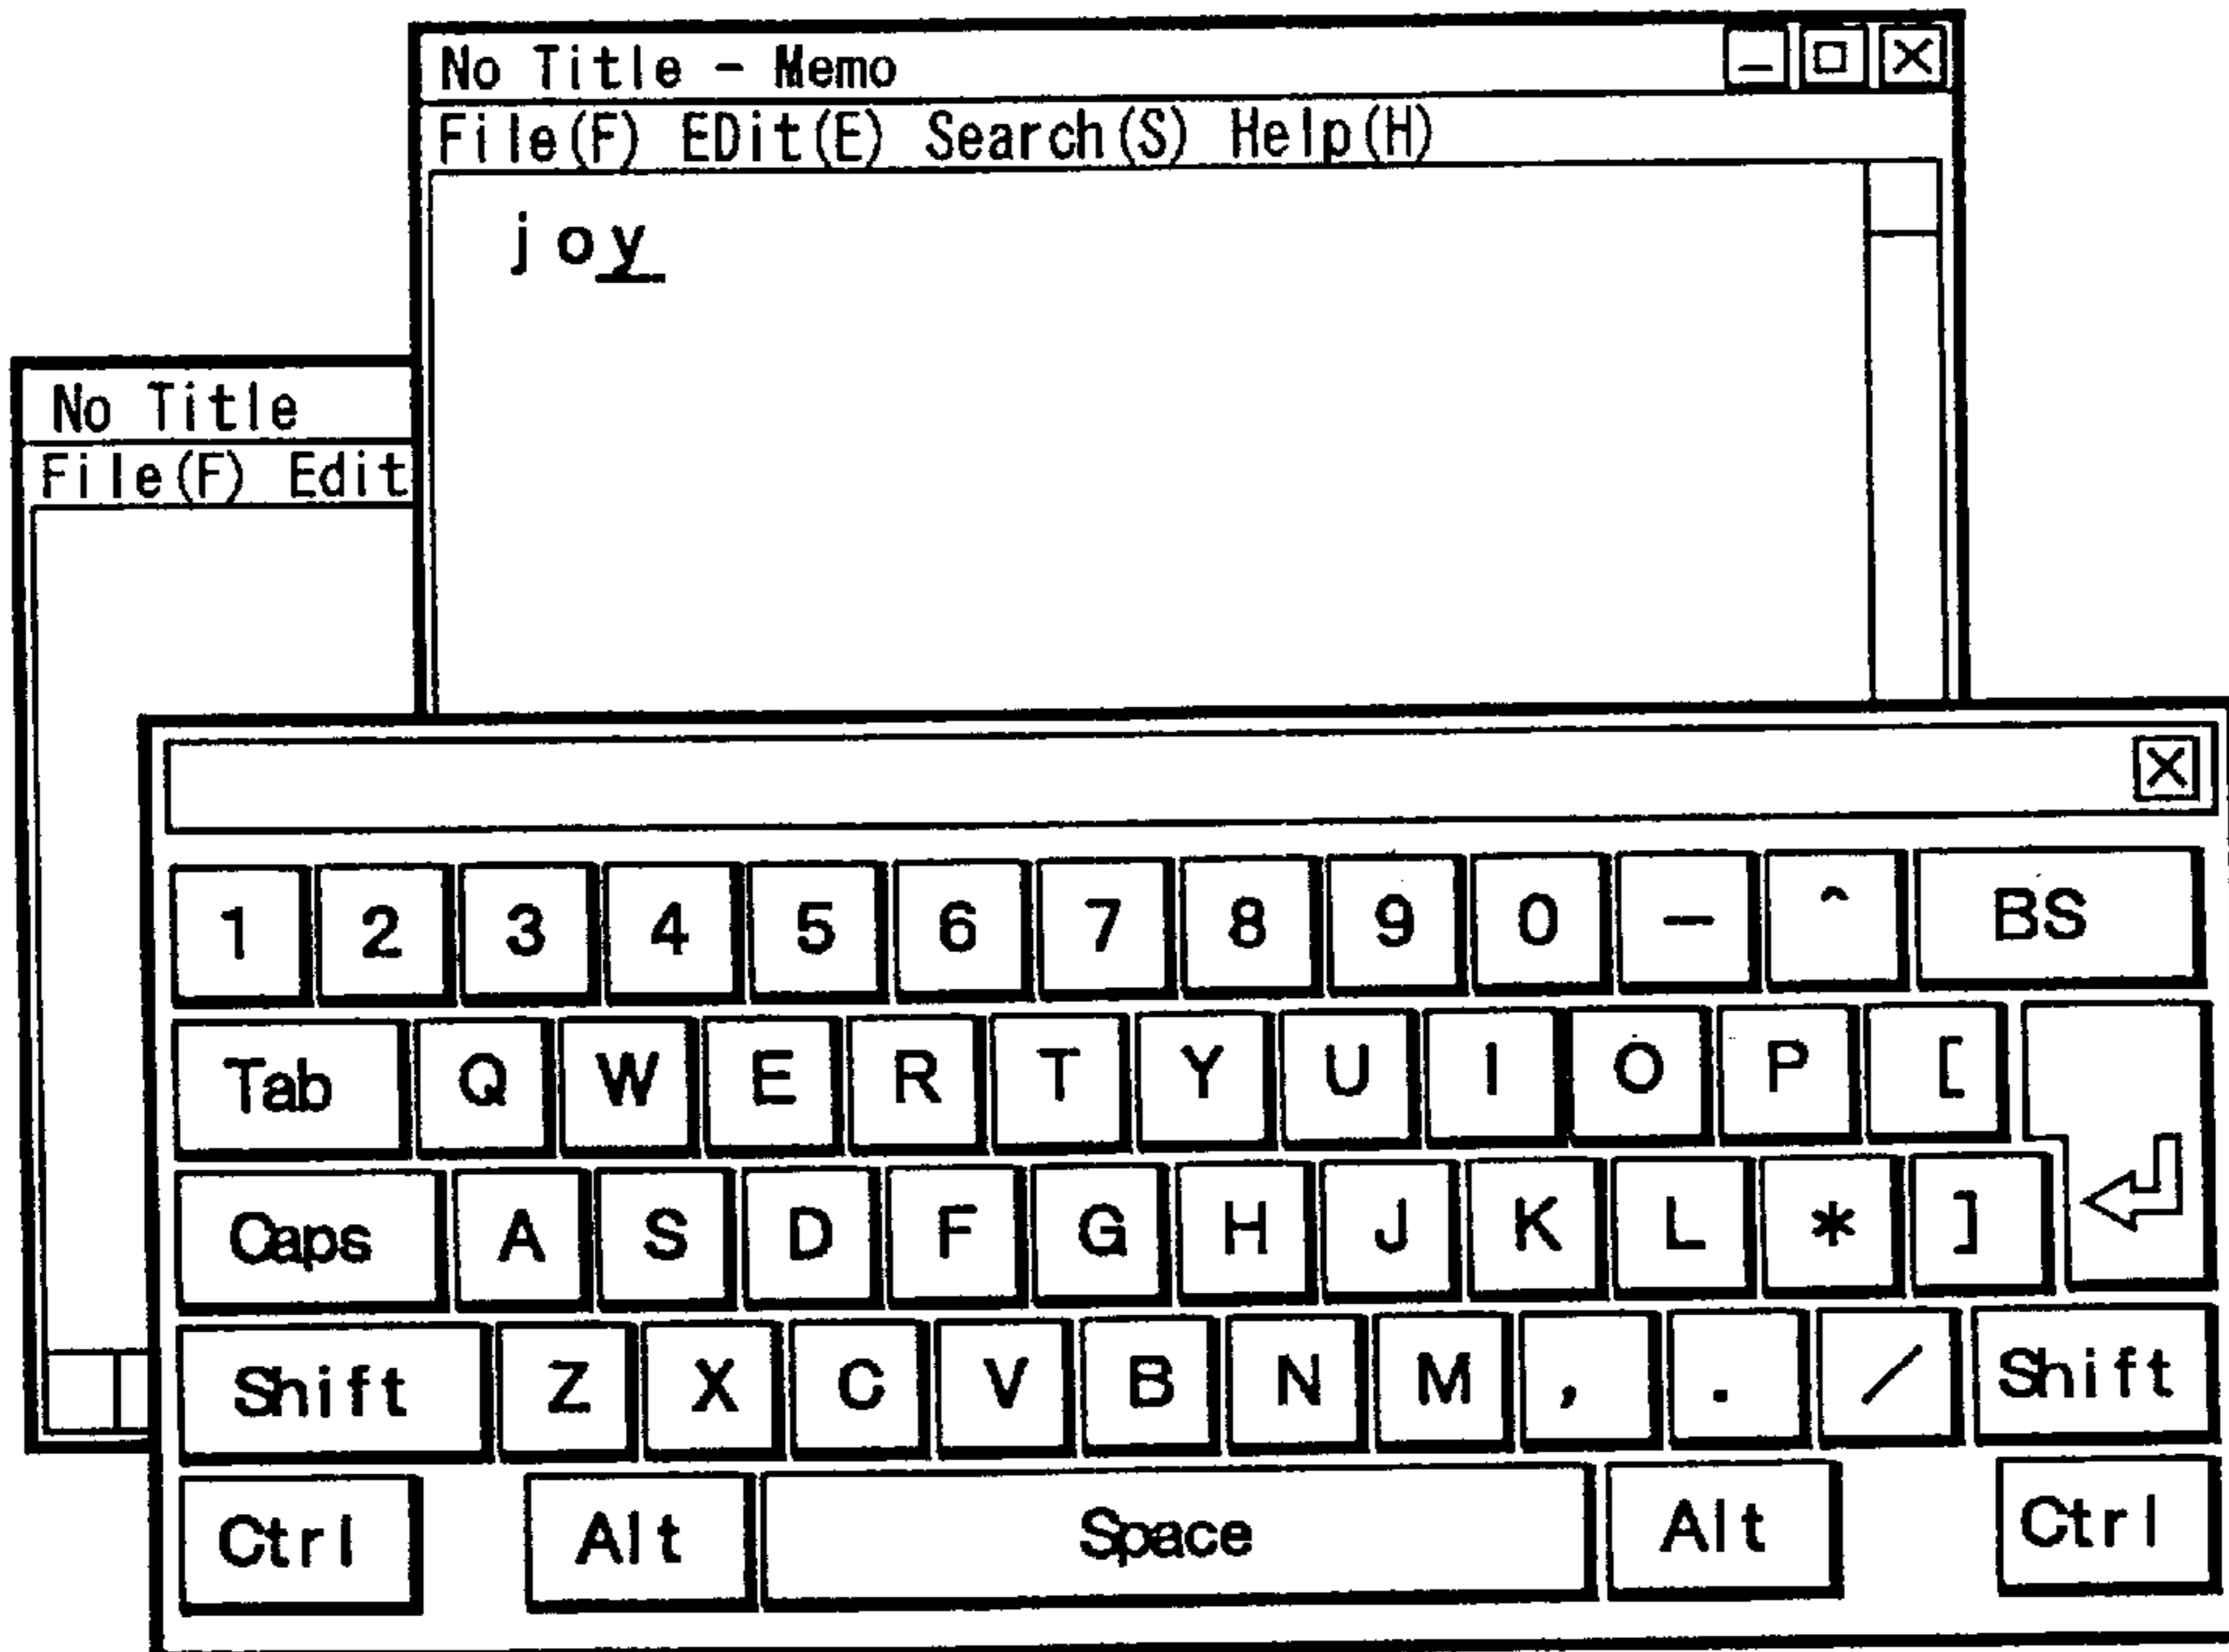 No Title - Memo
File(F) EDit(E) Search(S) Help(H)
joy
No Title
File(F) Edit
1 2 3 4 5 6 7 8 9 0 - ^ BS
Tab Q W E R T Y U I O P [
Caps A S D F G H J K L * ]
Shift Z X C V B N M , . / Shift
Ctrl Alt Space Alt Ctrl